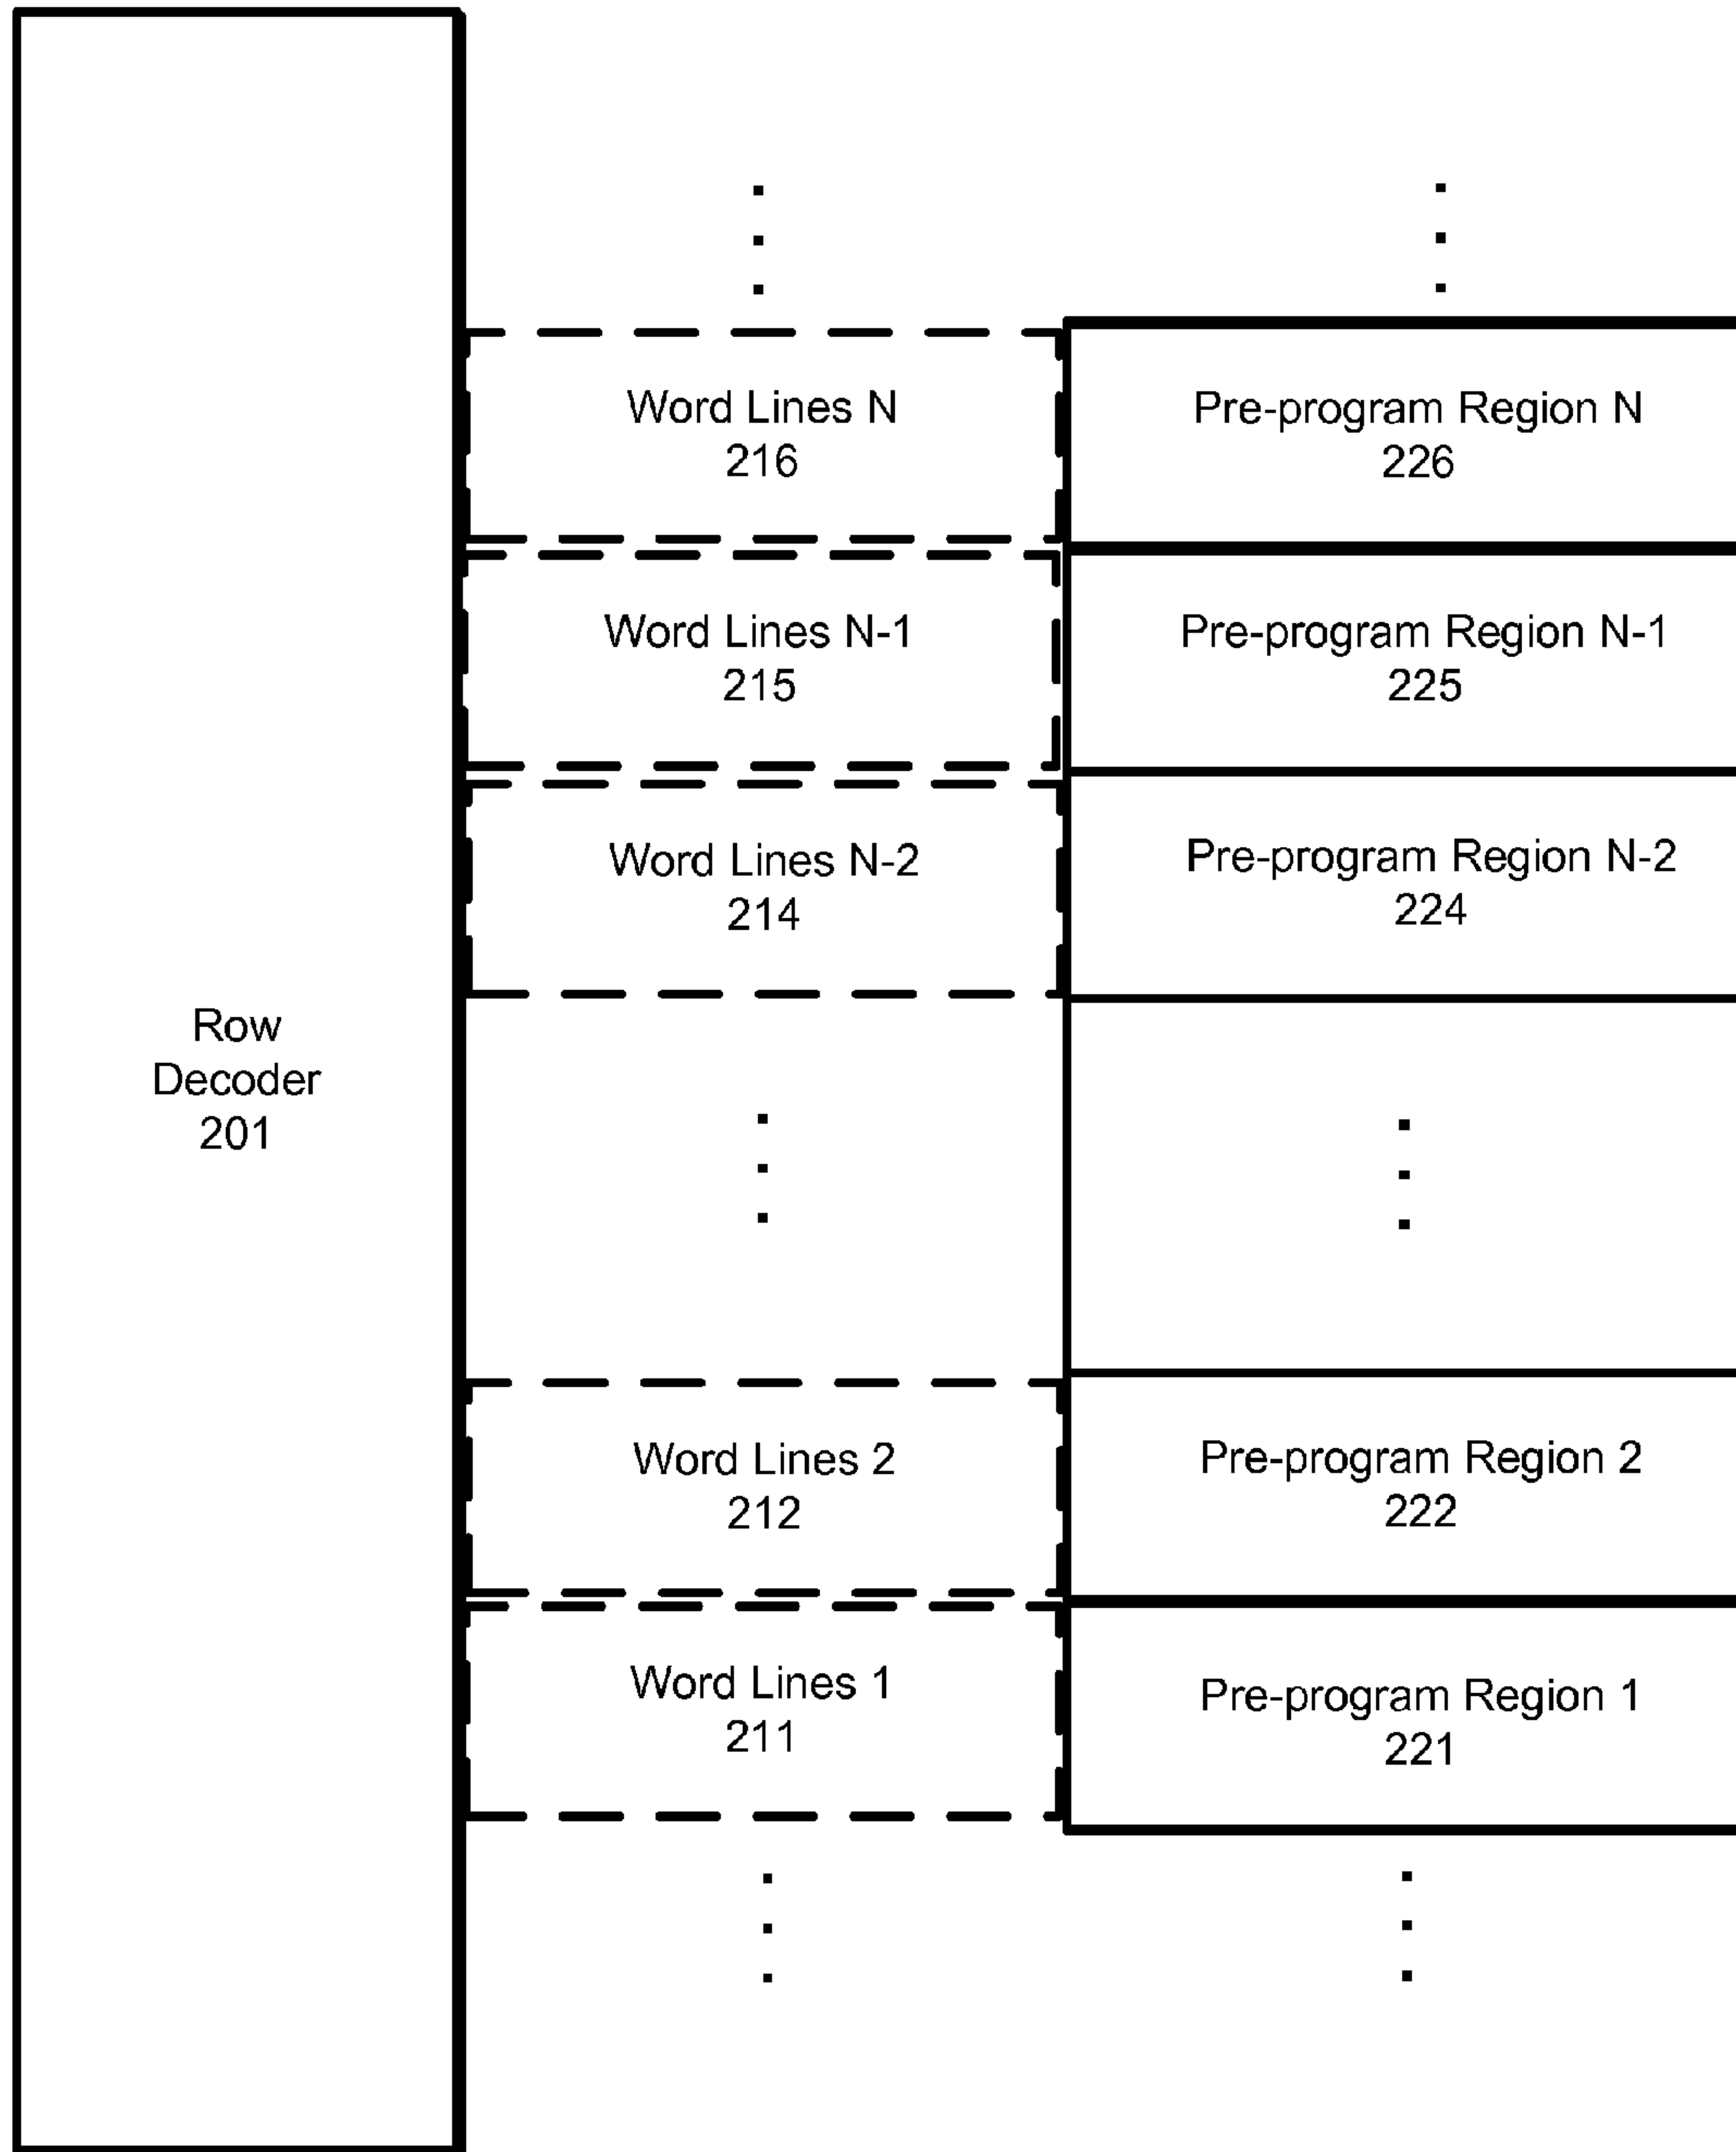 Word Lines N
216
Pre-program Region N
226
Word Lines N-1
215
Pre-program Region N-1
225
Word Lines N-2
214
Pre-program Region N-2
224
Row
Decoder
201
Word Lines 2
212
Pre-program Region 2
222
Word Lines 1
211
Pre-program Region 1
221